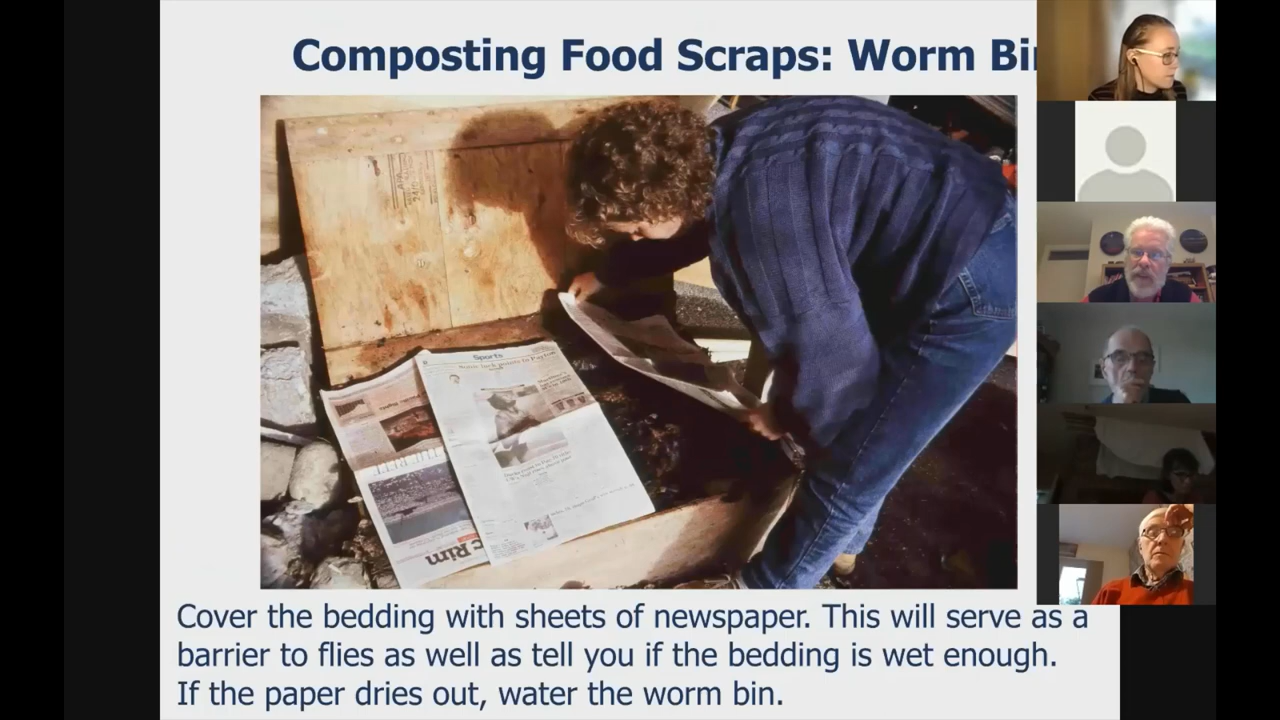 Composting Food Scraps: Worm Bin
Sports
c Rim
Cover the bedding with sheets of newspaper. This will serve as a
barrier to flies as well as tell you if the bedding is wet enough.
If the paper dries out, water the worm bin.